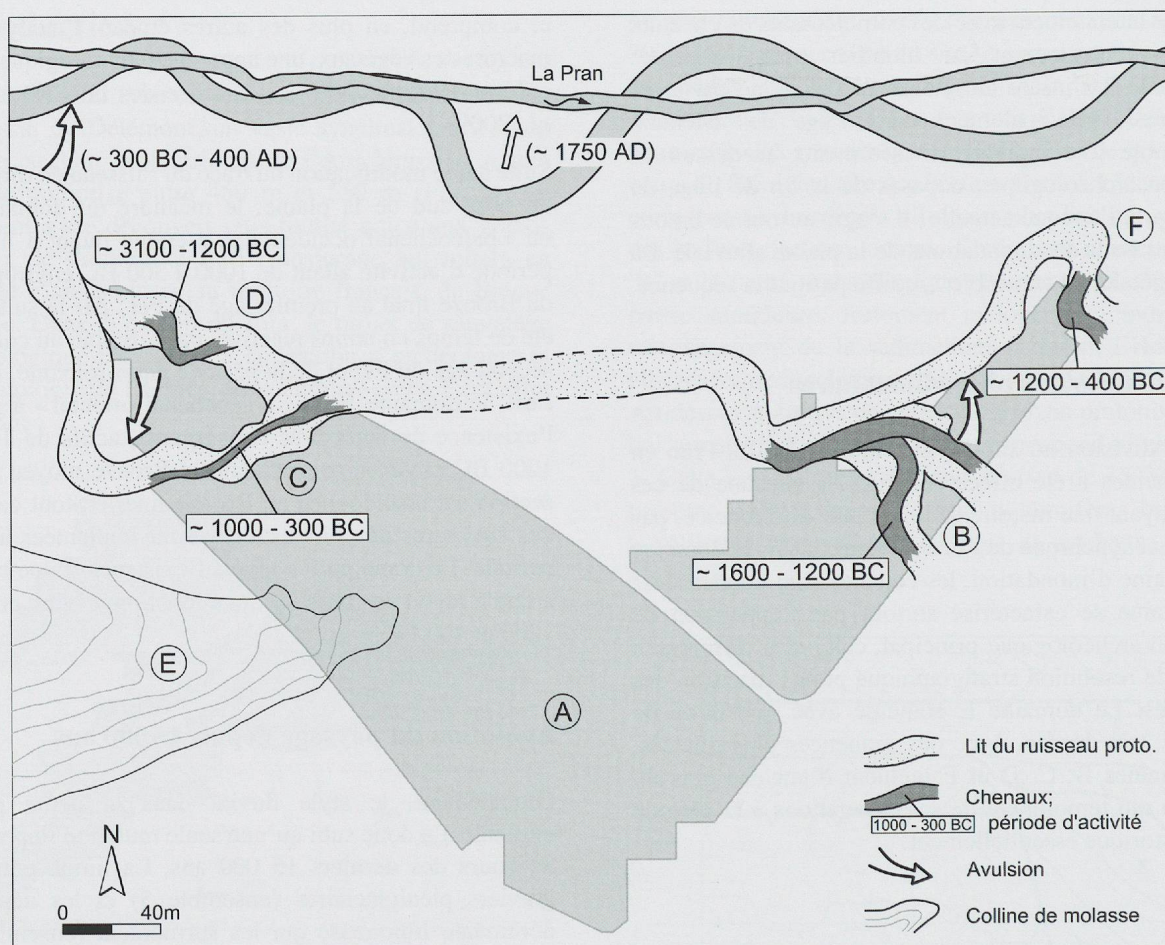 La Pran
(~ 300 BC - 400 AD)
(~ 1750 AD)
F
~ 3100 -1200 BC
D
~ 1200 - 400 BC
C
~ 1000 - 300 BC
B
~ 1600 - 1200 BC
E
A
Lit du ruisseau proto.
Chenaux;
1000 - 300 BC période d'activité
Avulsion
Colline de molasse
N
0 40m